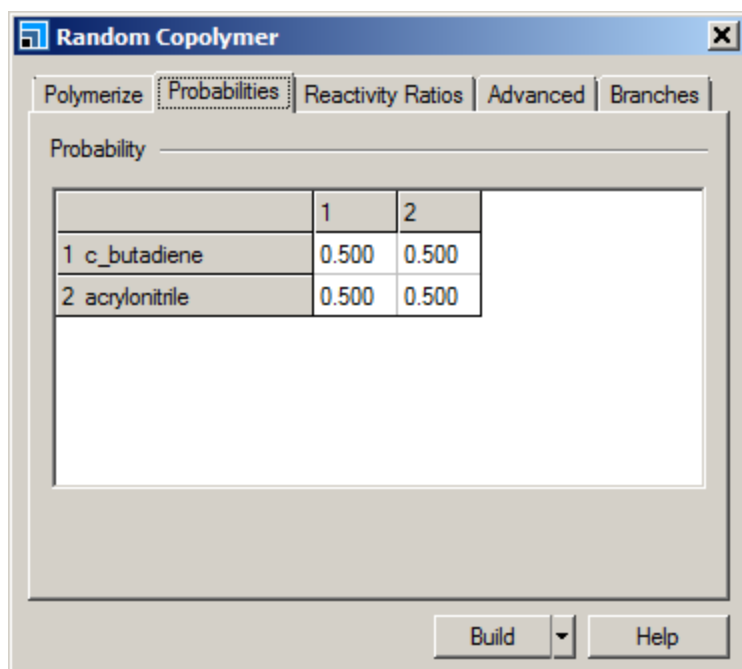 Random Copolymer
Polymerize Probabilities Reactivity Ratios Advanced Branches
Probability
1 2
1 c_butadiene 0.500 0.500
2 acrylonitrile 0.500 0.500
Build Help